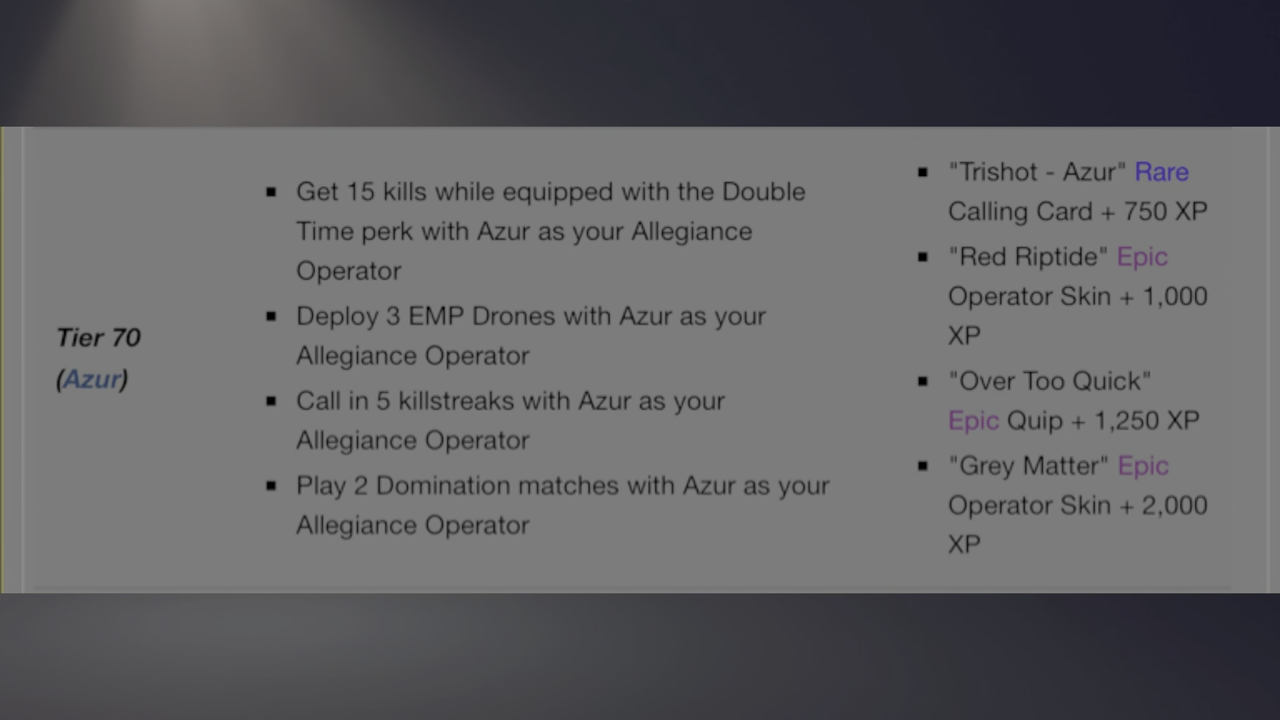 Tier 70
(Azur)
▪ Get 15 kills while equipped with the Double
Time perk with Azur as your Allegiance
Operator
▪ Deploy 3 EMP Drones with Azur as your
Allegiance Operator
▪ Call in 5 killstreaks with Azur as your
Allegiance Operator
▪ Play 2 Domination matches with Azur as your
Allegiance Operator
▪ "Trishot - Azur" Rare
Calling Card + 750 XP
▪ "Red Riptide" Epic
Operator Skin + 1,000
XP
▪ "Over Too Quick"
Epic Quip + 1,250 XP
▪ "Grey Matter" Epic
Operator Skin + 2,000
XP